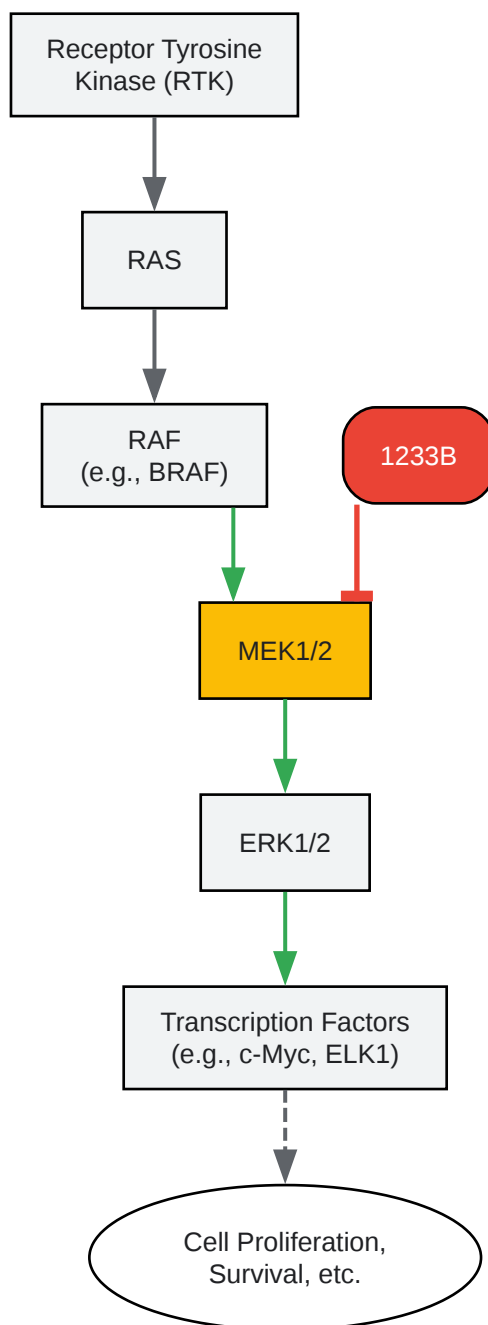 Receptor Tyrosine
Kinase (RTK)
RAS
RAF
(e.g., BRAF)
1233B
MEK1/2
ERK1/2
Transcription Factors
(e.g., c-Myc, ELK1)
Cell Proliferation,
Survival, etc.